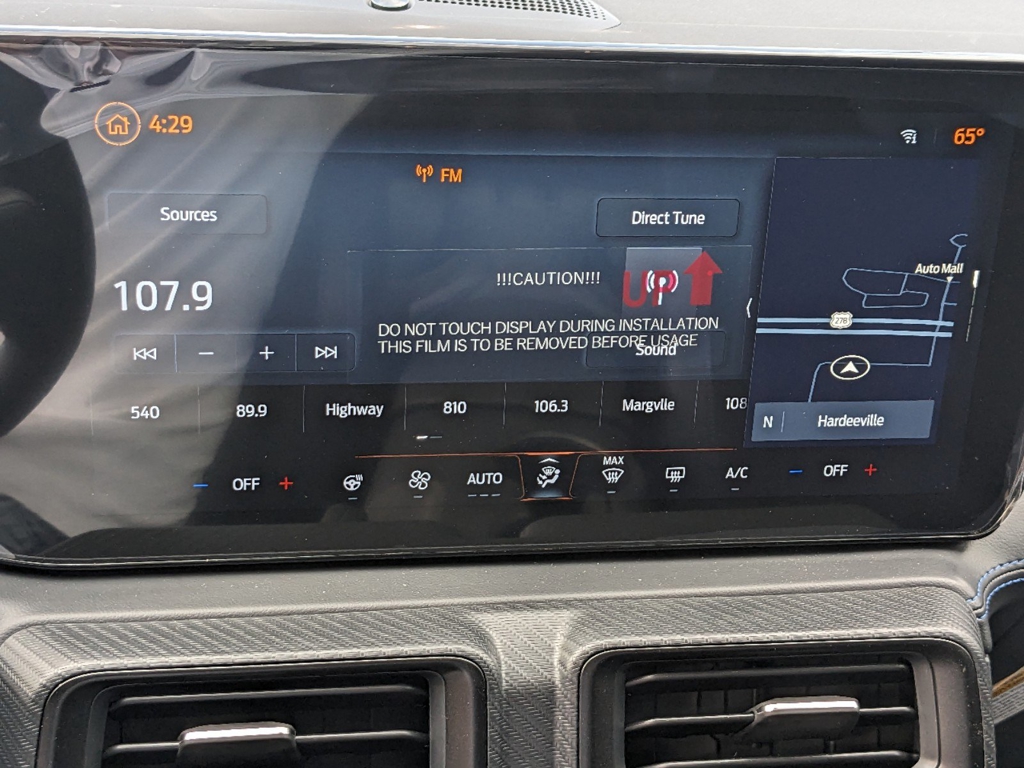 4:29
65°
FM
Sources
Direct Tune
!!!CAUTION!!!
UP
Auto Mall
107.9
278
DO NOT TOUCH DISPLAY DURING INSTALLATION
THIS FILM IS TO BE REMOVED BEFORE USAGE
Sound
540 89.9 Highway 810 106.3 Margvlle 108
N Hardeeville
OFF AUTO MAX A/C OFF